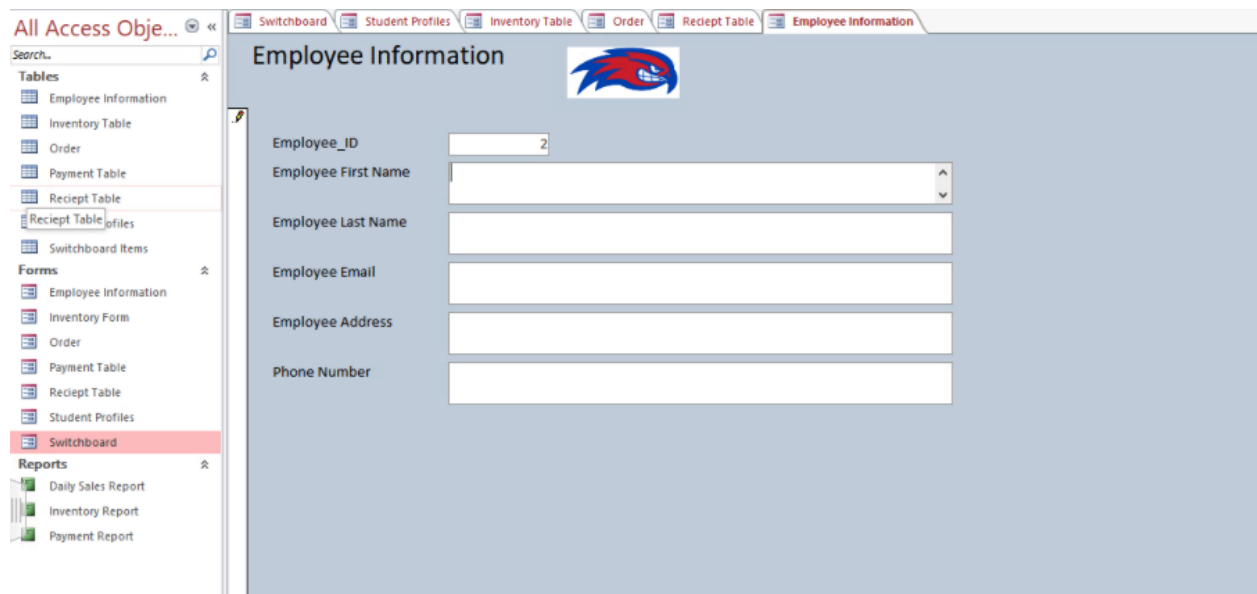 All Access Obje... «
Search...
Tables
Employee Information
Inventory Table
Order
Payment Table
Reciept Table
Reciept Table ofiles
Switchboard Items
Forms
Employee Information
Inventory Form
Order
Payment Table
Reciept Table
Student Profiles
Switchboard
Reports
Daily Sales Report
Inventory Report
Payment Report
Switchboard Student Profiles Inventory Table Order Reciept Table Employee Information
Employee Information
Employee_ID 2
Employee First Name
Employee Last Name
Employee Email
Employee Address
Phone Number